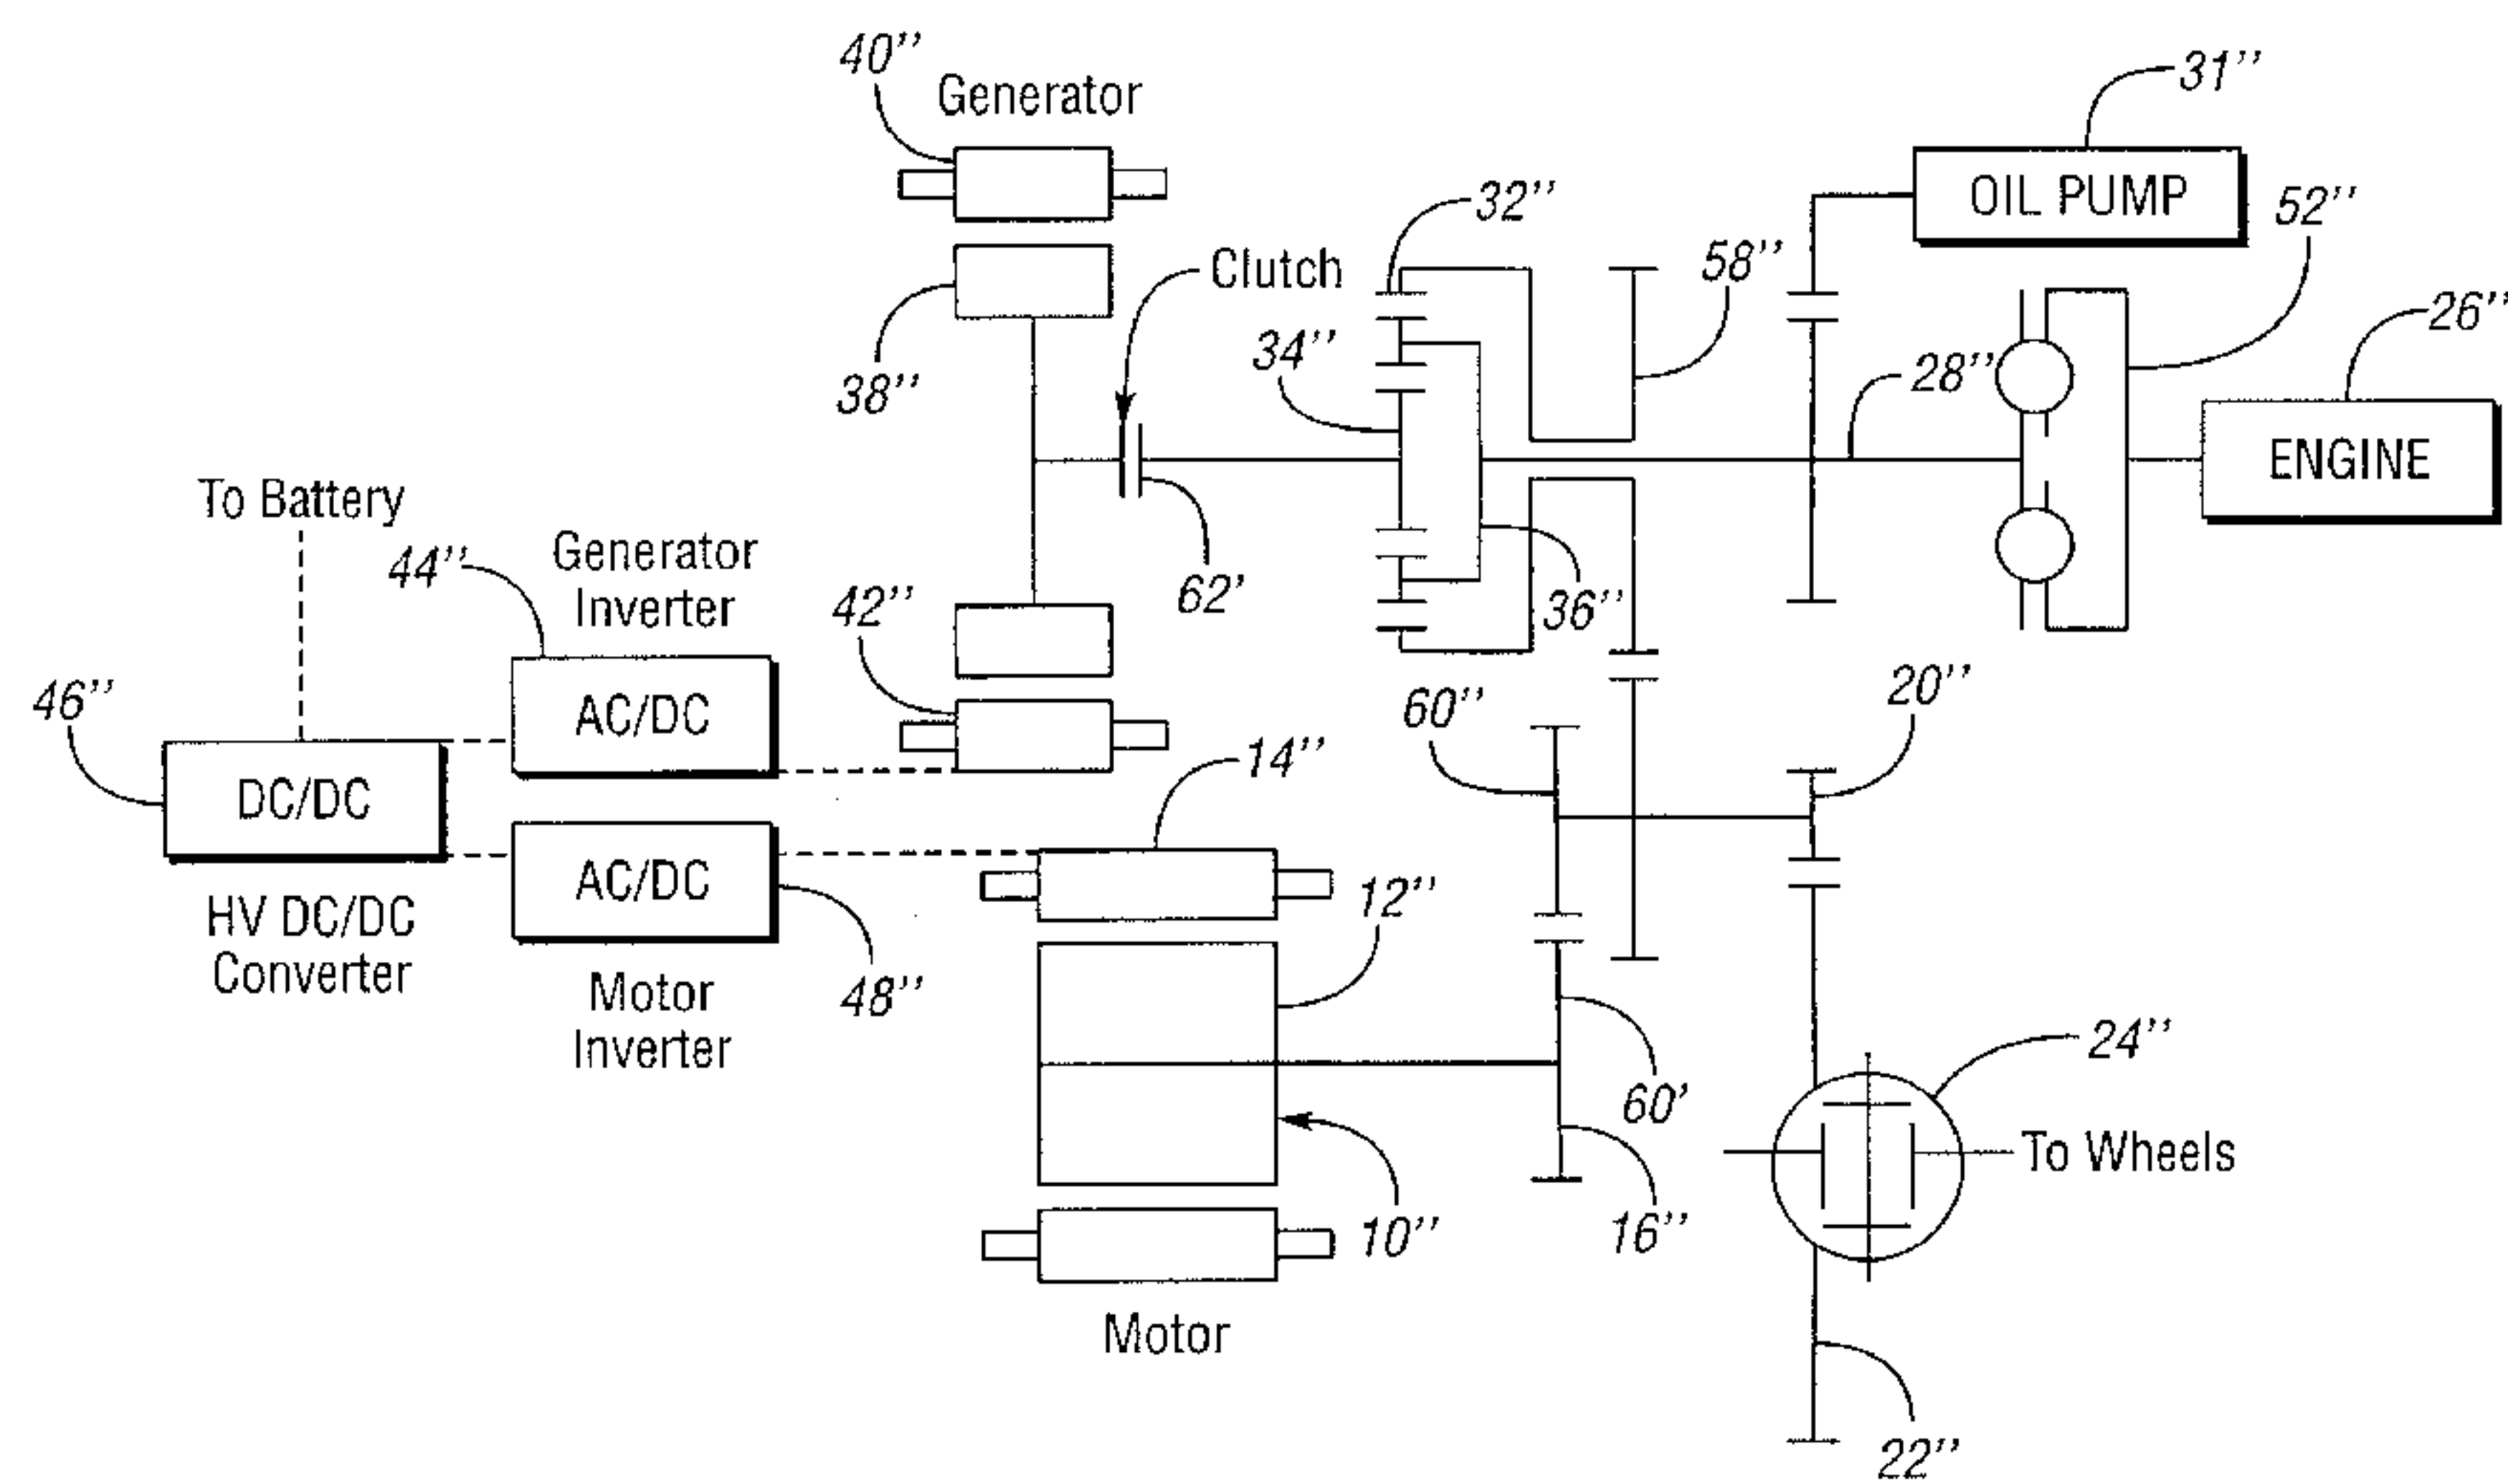 40’’
Generator
31’’
OIL PUMP
32’’
52’’
Clutch
58’’
38’’
34’’
28’’
26’’
ENGINE
To Battery
44’’
Generator
Inverter
42’’
62’
36’’
46’’
AC/DC
60’’
20’’
DC/DC
14’’
HV DC/DC
Converter
AC/DC
12’’
48’’
Motor
Inverter
60’
24’’
To Wheels
10’’
16’’
Motor
22’’